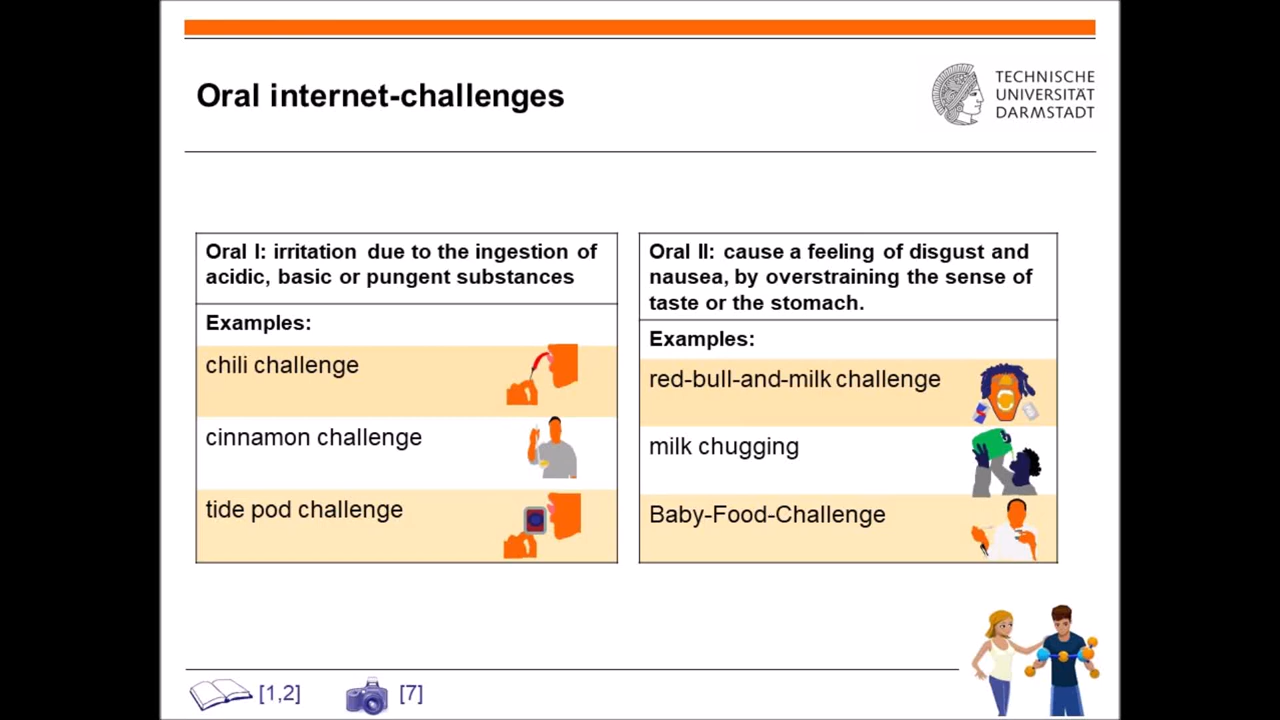 Oral internet-challenges
TECHNISCHE
UNIVERSITÄT
DARMSTADT
Oral I: irritation due to the ingestion of
acidic, basic or pungent substances
Examples:
chili challenge
cinnamon challenge
tide pod challenge
Oral II: cause a feeling of disgust and
nausea, by overstraining the sense of
taste or the stomach.
Examples:
red-bull-and-milk challenge
milk chugging
Baby-Food-Challenge
[1,2]
[7]